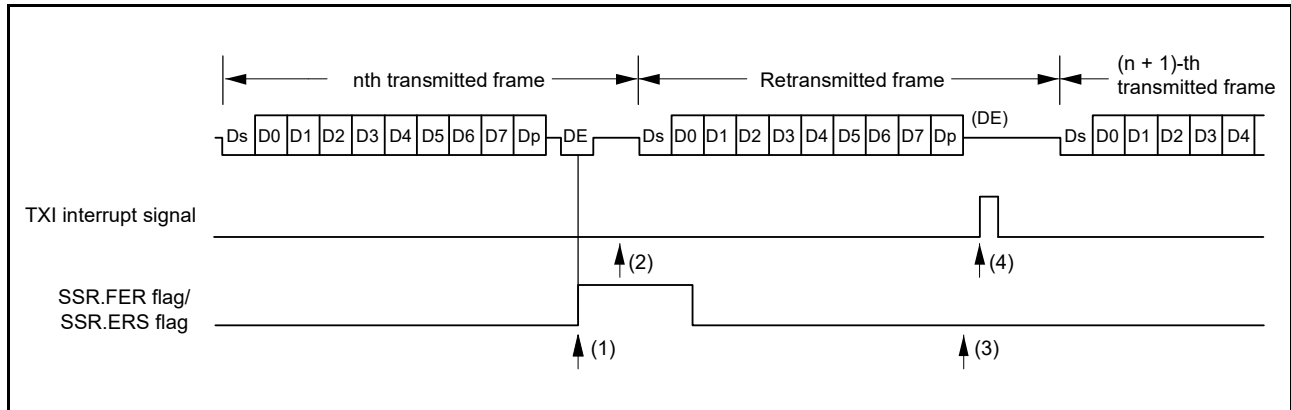 nth transmitted frame
Retransmitted frame
(n + 1)-th
transmitted frame
Ds D0 D1 D2 D3 D4 D5 D6 D7 Dp DE Ds D0 D1 D2 D3 D4 D5 D6 D7 Dp (DE) Ds D0 D1 D2 D3 D4
TXI interrupt signal
(2) (4)
SSR.FER flag/
SSR.ERS flag
(1) (3)